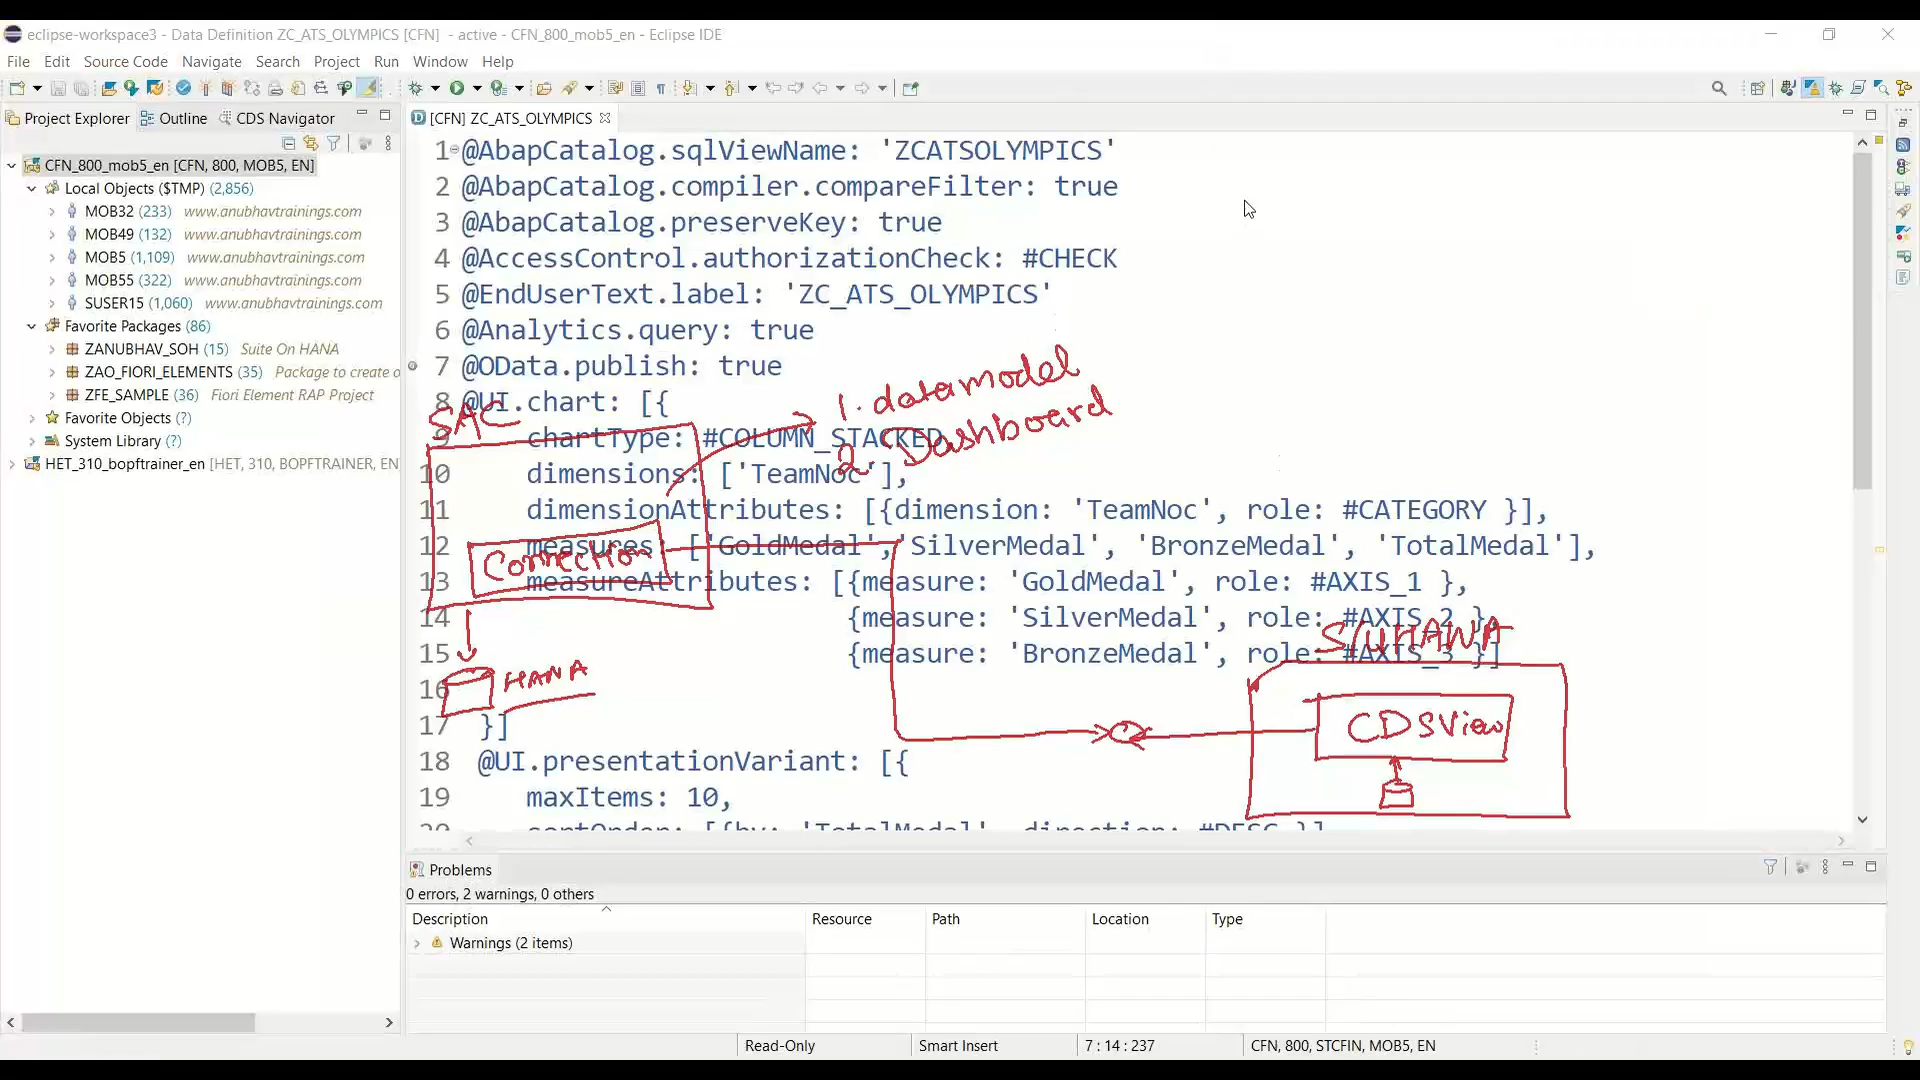 eclipse-workspace3 - Data Definition ZC_ATS_OLYMPICS [CFN] - active - CFN_800_mob5_en - Eclipse IDE
File Edit Source Code Navigate Search Project Run Window Help
Project Explorer Outline CDS Navigator
CFN_800_mob5_en [CFN, 800, MOB5, EN]
Local Objects ($TMP) (2,856)
MOB32 (233) www.anubhavtrainings.com
MOB49 (132) www.anubhavtrainings.com
MOB5 (1,109) www.anubhavtrainings.com
MOB55 (322) www.anubhavtrainings.com
SUSER15 (1,060) www.anubhavtrainings.com
Favorite Packages (86)
ZANUBHAV_SOH (15) Suite On HANA
ZAO_FIORI_ELEMENTS (35) Package to create o
ZFE_SAMPLE (36) Fiori Element RAP Project
Favorite Objects (?)
System Library (?)
HET_310_bopftrainer_en [HET, 310, BOPFTRAINER, EN
[CFN] ZC_ATS_OLYMPICS
1 @AbapCatalog.sqlViewName: 'ZCATSOLYMPICS'
2 @AbapCatalog.compiler.compareFilter: true
3 @AbapCatalog.preserveKey: true
4 @AccessControl.authorizationCheck: #CHECK
5 @EndUserText.label: 'ZC_ATS_OLYMPICS'
6 @Analytics.query: true
7 @OData.publish: true
8 @UI.chart: [{
9 chartType: #COLUMN_STACKED,
10 dimensions: ['TeamNoc'],
11 dimensionAttributes: [{dimension: 'TeamNoc', role: #CATEGORY }],
12 measures: ['GoldMedal','SilverMedal', 'BronzeMedal', 'TotalMedal'],
13 measureAttributes: [{measure: 'GoldMedal', role: #AXIS_1 },
14 {measure: 'SilverMedal', role: #AXIS_2 },
15 {measure: 'BronzeMedal', role: #AXIS_3 }]
16
17 }]
18 @UI.presentationVariant: [{
19 maxItems: 10,
20 sortOrder: [{by: 'TotalMedal', direction: #DESC }]
SAC
1. datamodel
2. Dashboard
Connection
HANA
S/4HANA
CDSView
Problems
0 errors, 2 warnings, 0 others
Description Resource Path Location Type
Warnings (2 items)
Read-Only Smart Insert 7 : 14 : 237 CFN, 800, STCFIN, MOB5, EN